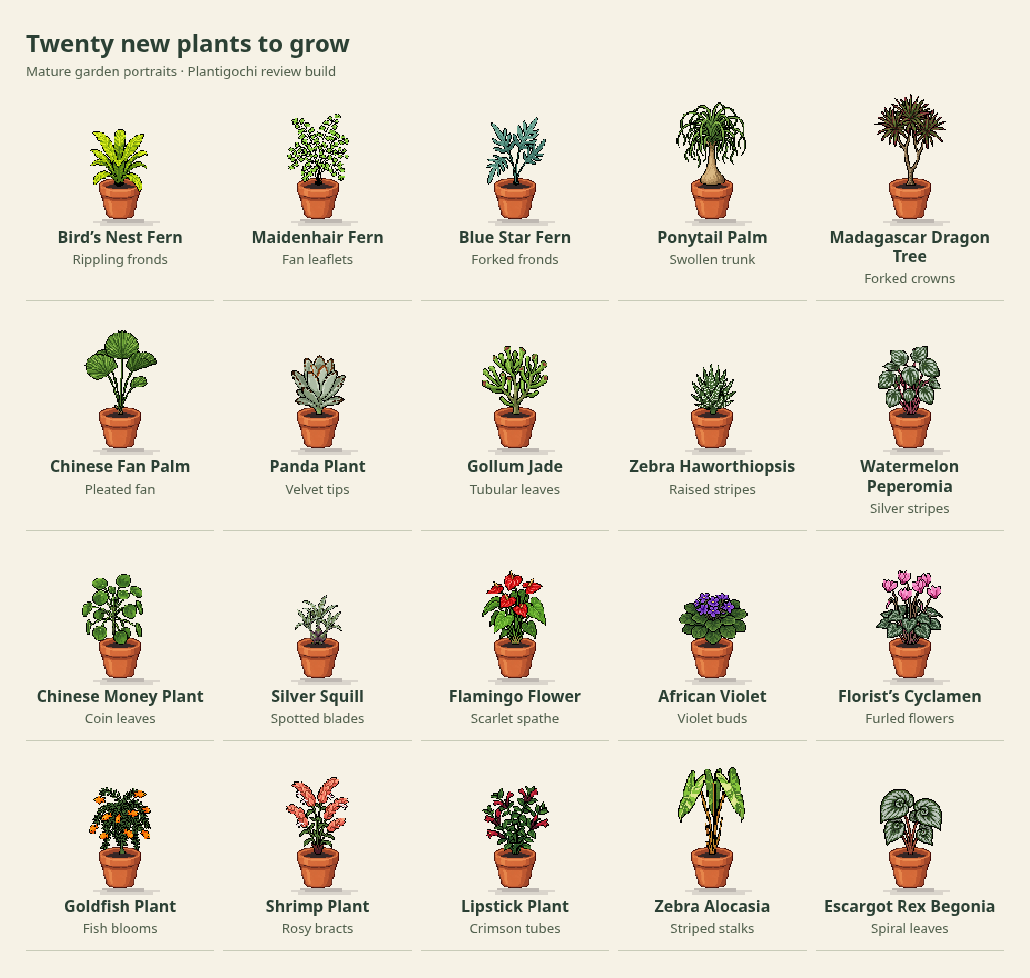 Twenty new plants to grow
Mature garden portraits · Plantigochi review build
Bird’s Nest Fern
Rippling fronds
Maidenhair Fern
Fan leaflets
Blue Star Fern
Forked fronds
Ponytail Palm
Swollen trunk
Madagascar Dragon
Tree
Forked crowns
Chinese Fan Palm
Pleated fan
Panda Plant
Velvet tips
Gollum Jade
Tubular leaves
Zebra Haworthiopsis
Raised stripes
Watermelon
Peperomia
Silver stripes
Chinese Money Plant
Coin leaves
Silver Squill
Spotted blades
Flamingo Flower
Scarlet spathe
African Violet
Violet buds
Florist’s Cyclamen
Furled flowers
Goldfish Plant
Fish blooms
Shrimp Plant
Rosy bracts
Lipstick Plant
Crimson tubes
Zebra Alocasia
Striped stalks
Escargot Rex Begonia
Spiral leaves